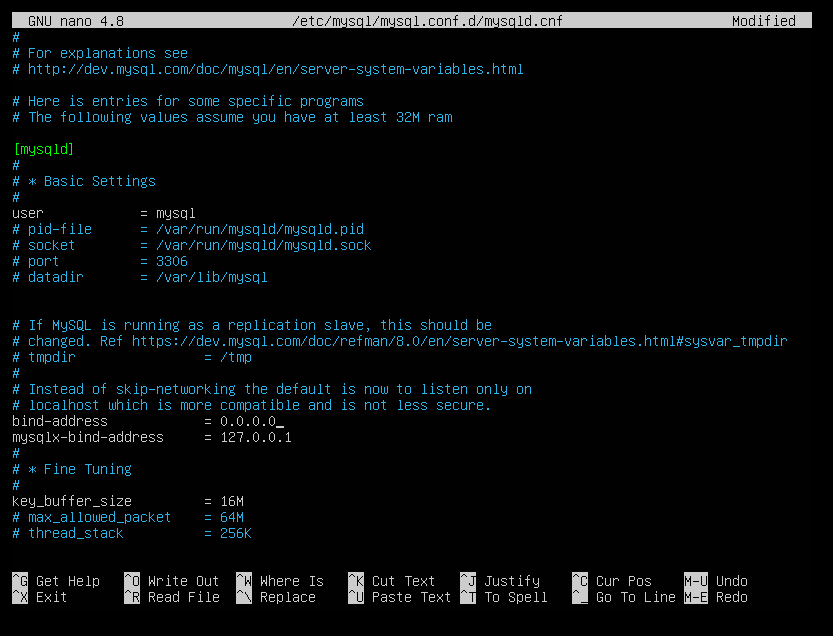 GNU nano 4.8 /etc/mysql/mysql.conf.d/mysqld.cnf Modified
#
# For explanations see
# http://dev.mysql.com/doc/mysql/en/server-system-variables.html
# Here is entries for some specific programs
# The following values assume you have at least 32M ram
[mysqld]
#
# * Basic Settings
#
user = mysql
# pid-file = /var/run/mysqld/mysqld.pid
# socket = /var/run/mysqld/mysqld.sock
# port = 3306
# datadir = /var/lib/mysql
# If MySQL is running as a replication slave, this should be
# changed. Ref https://dev.mysql.com/doc/refman/8.0/en/server-system-variables.html#sysvar_tmpdir
# tmpdir = /tmp
#
# Instead of skip-networking the default is now to listen only on
# localhost which is more compatible and is not less secure.
bind-address = 0.0.0.0_
mysqlx-bind-address = 127.0.0.1
#
# * Fine Tuning
#
key_buffer_size = 16M
# max_allowed_packet = 64M
# thread_stack = 256K
^G Get Help ^O Write Out ^W Where Is ^K Cut Text ^J Justify ^C Cur Pos M-U Undo
^X Exit ^R Read File ^\ Replace ^U Paste Text ^T To Spell ^_ Go To Line M-E Redo